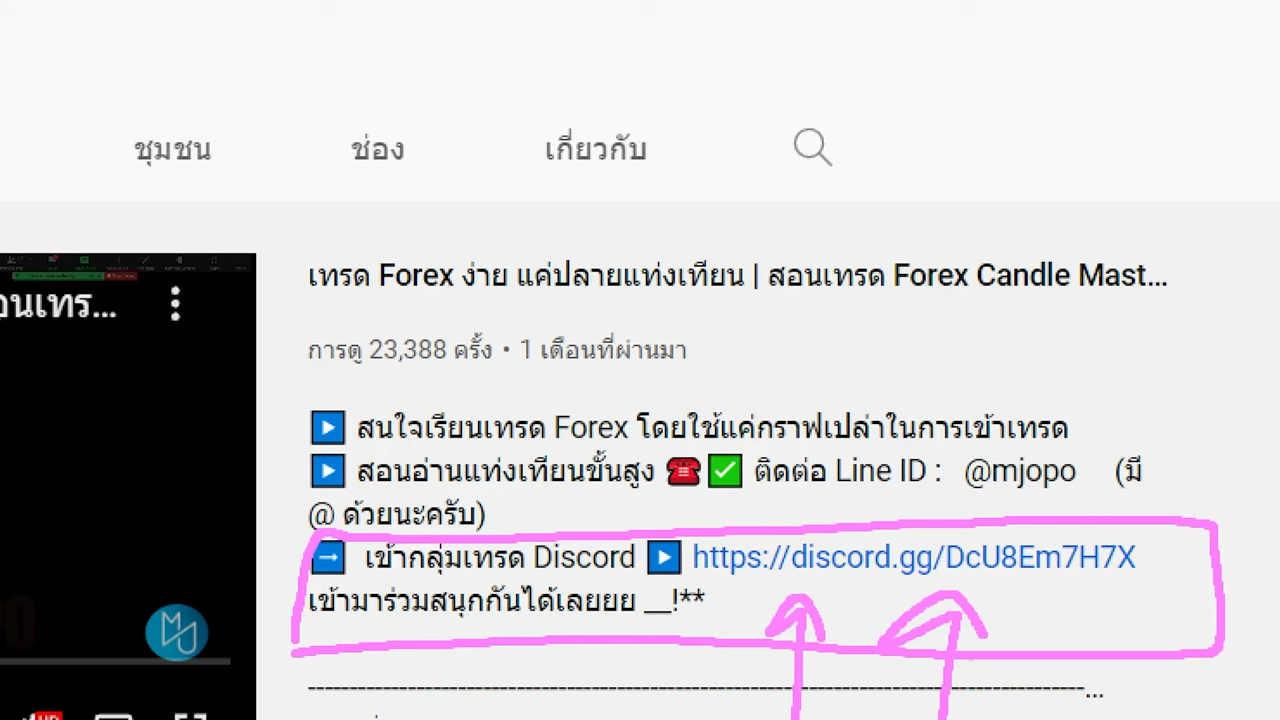 ชุมชน ช่อง เกี่ยวกับ
อนเทร...
เทรด Forex ง่าย แค่ปลายแท่งเทียน | สอนเทรด Forex Candle Mast...
การดู 23,388 ครั้ง • 1 เดือนที่ผ่านมา
▶ สนใจเรียนเทรด Forex โดยใช้แค่กราฟเปล่าในการเข้าเทรด
▶ สอนอ่านแท่งเทียนขั้นสูง ☎✅ ติดต่อ Line ID : @mjopo (มี
@ ด้วยนะครับ)
➡ เข้ากลุ่มเทรด Discord ▶ https://discord.gg/DcU8Em7H7X
เข้ามาร่วมสนุกกันได้เลยยย __!**
----------------------------------------------------------------------------------------...
HD